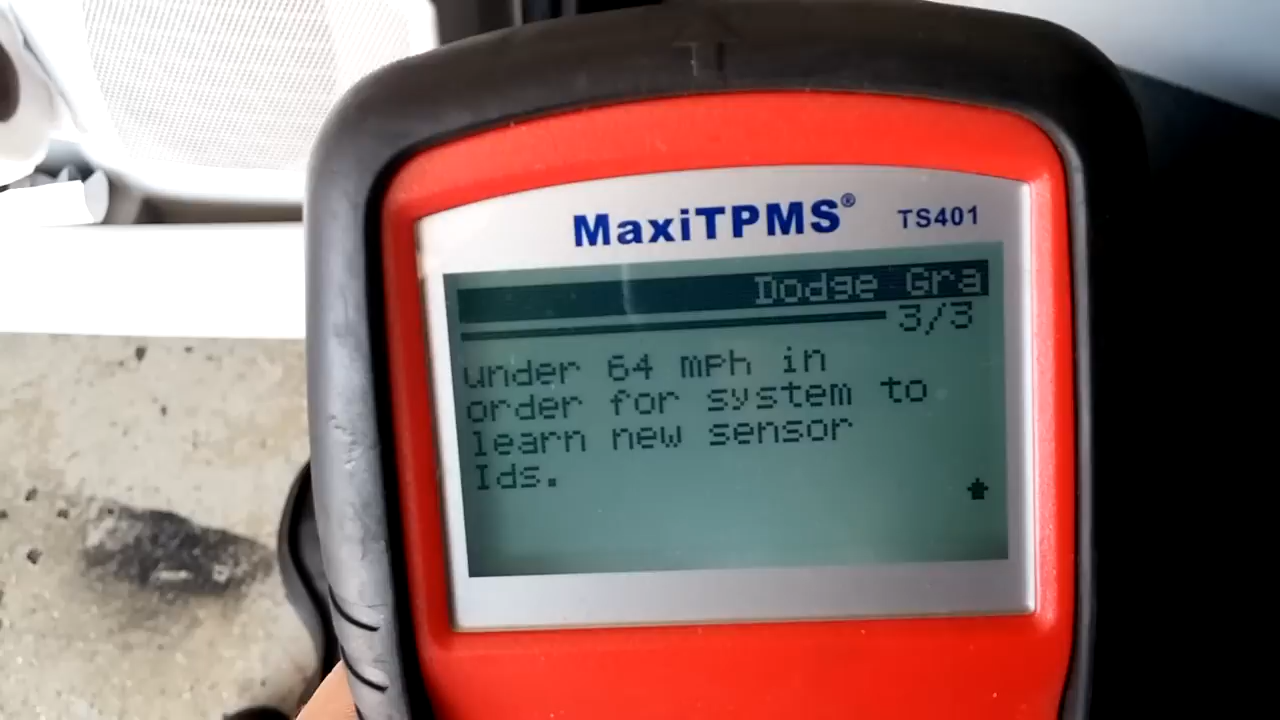 MaxiTPMS® TS401
Dodge Gra
3/3
under 64 mph in
order for system to
learn new sensor
Ids.